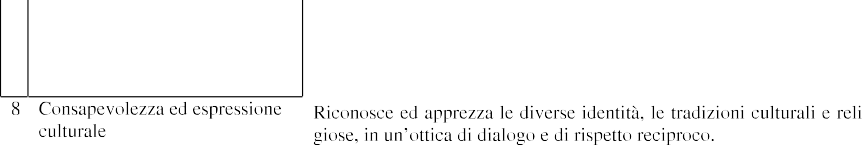 8 Consapevolezza ed espressione
culturale
Riconosce ed apprezza le diverse identità, le tradizioni culturali e reli
giose, in un'ottica di dialogo e di rispetto reciproco.